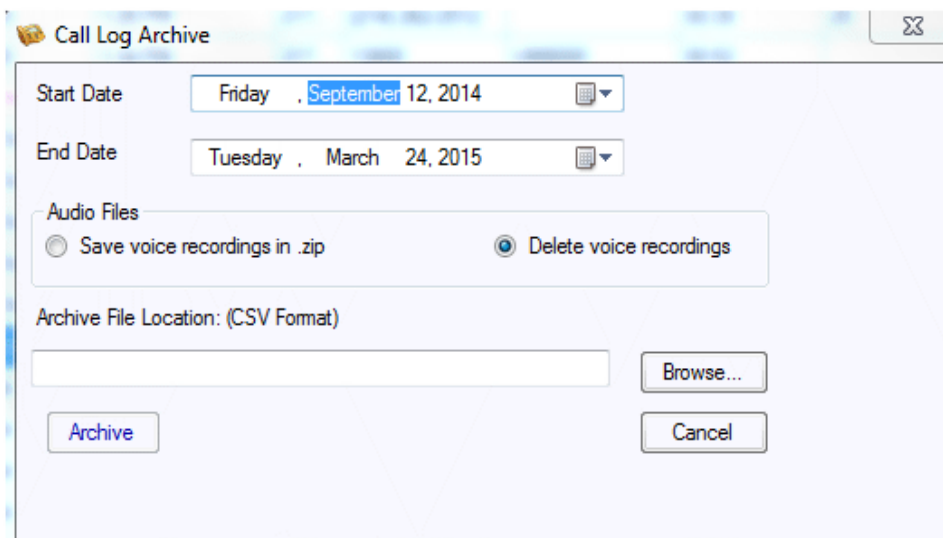 Call Log Archive
Start Date Friday , September 12, 2014
End Date Tuesday , March 24, 2015
Audio Files
Save voice recordings in .zip Delete voice recordings
Archive File Location: (CSV Format)
Browse...
Archive Cancel